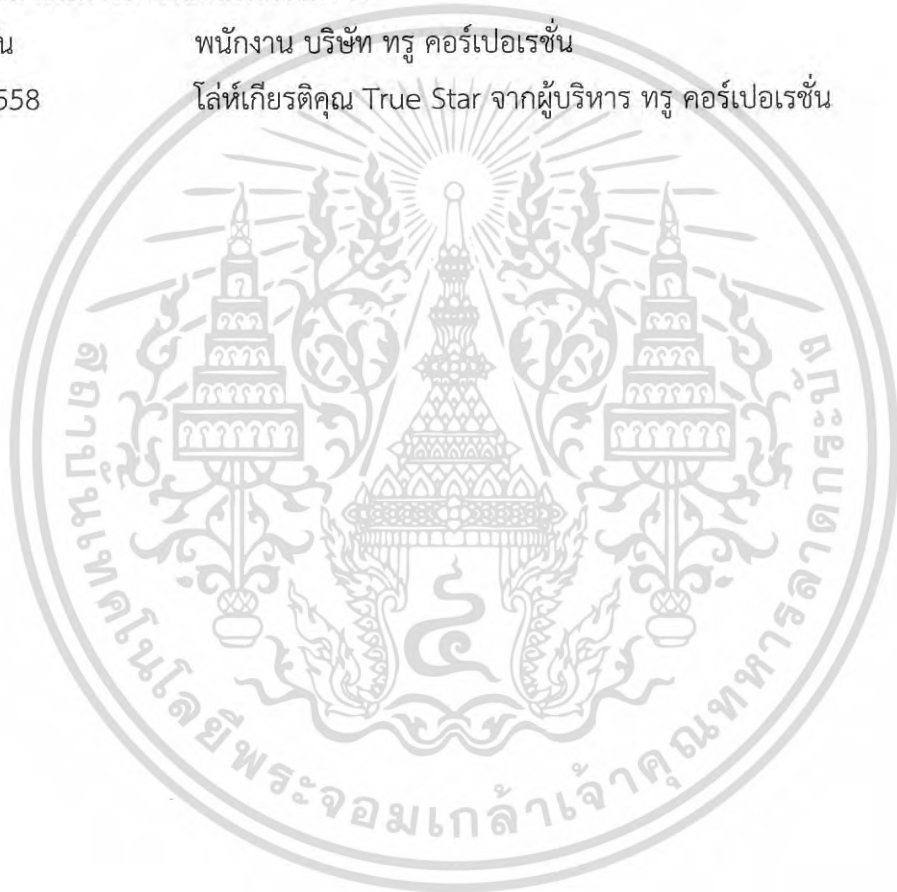 น พนักงาน บริษัท ทรู คอร์เปอเรชั่น
558 โล่ห์เกียรติคุณ True Star จากผู้บริหาร ทรู คอร์เปอเรชั่น
๔
สถาบันเทคโนโลยีพระจอมเกล้าเจ้าคุณทหารลาดกระบัง